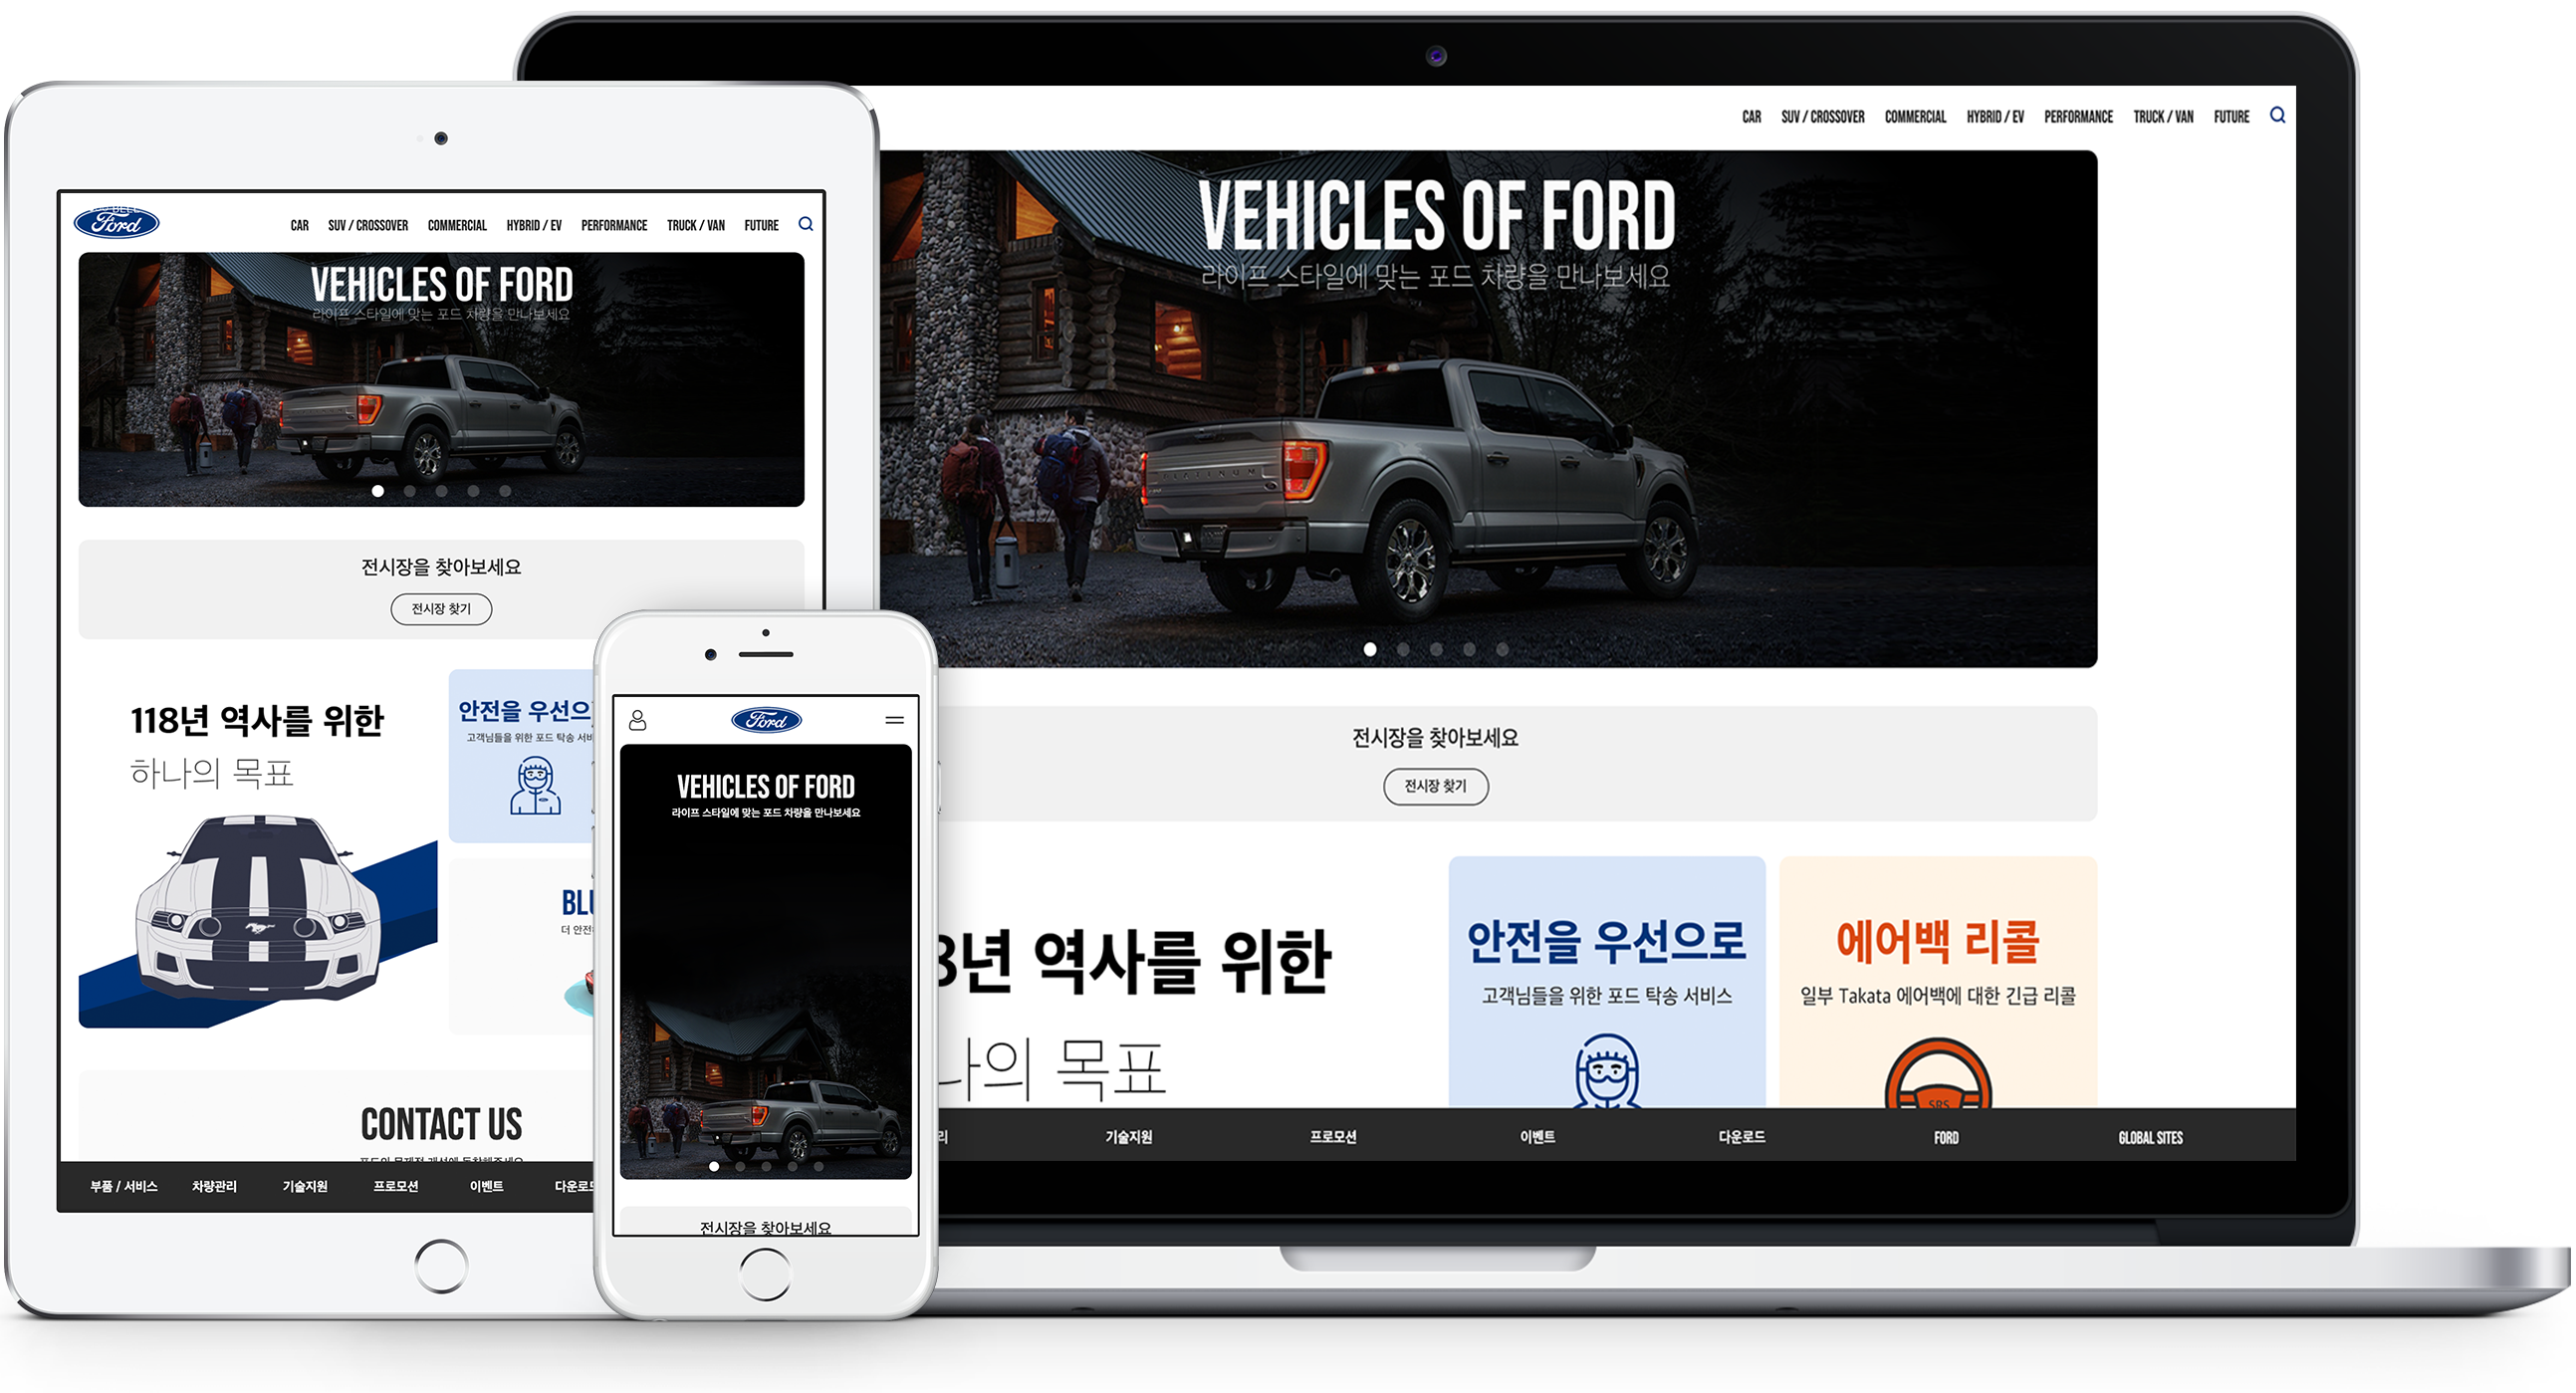 CAR SUV / CROSSOVER COMMERCIAL HYBRID / EV PERFORMANCE TRUCK / VAN FUTURE
VEHICLES OF FORD
라이프 스타일에 맞는 포드 차량을 만나보세요
PLATINUM
전시장을 찾아보세요
전시장 찾기
8년 역사를 위한
나의 목표
안전을 우선으로
고객님들을 위한 포드 탁송 서비스
에어백 리콜
일부 Takata 에어백에 대한 긴급 리콜
SRS
리 기술지원 프로모션 이벤트 다운로드 FORD GLOBAL SITES
Ford
CAR SUV / CROSSOVER COMMERCIAL HYBRID / EV PERFORMANCE TRUCK / VAN FUTURE
VEHICLES OF FORD
라이프 스타일에 맞는 포드 차량을 만나보세요
전시장을 찾아보세요
전시장 찾기
118년 역사를 위한
하나의 목표
안전을 우선으
고객님들을 위한 포드 탁송 서비
BLU
더 안전
CONTACT US
부품 / 서비스 차량관리 기술지원 프로모션 이벤트 다운로드
Ford
VEHICLES OF FORD
라이프 스타일에 맞는 포드 차량을 만나보세요
전시장을 찾아보세요